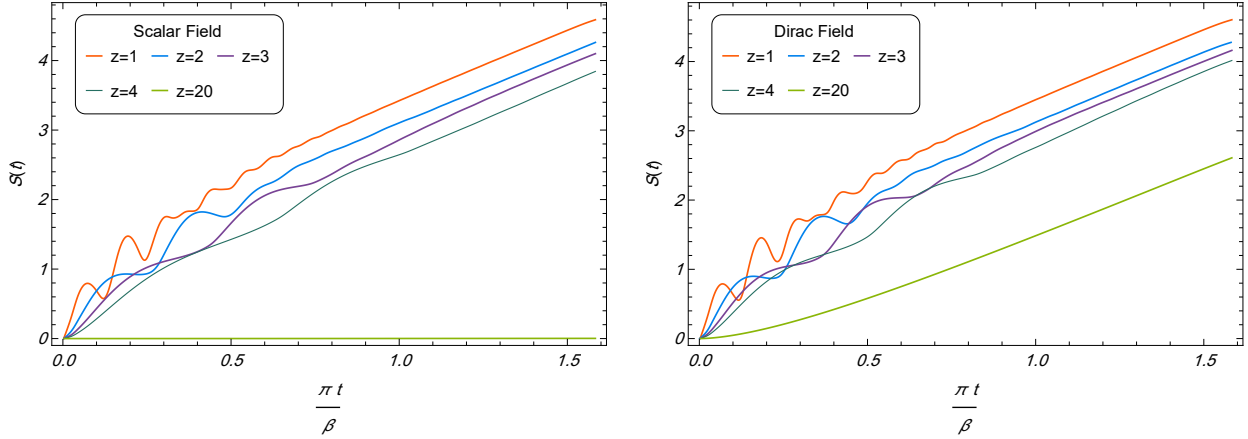 Scalar Field
z=1 z=2 z=3
z=4 z=20
S(t)
4
3
2
1
0
0.0 0.5 1.0 1.5
π t
β
Dirac Field
z=1 z=2 z=3
z=4 z=20
S(t)
4
3
2
1
0
0.0 0.5 1.0 1.5
π t
β